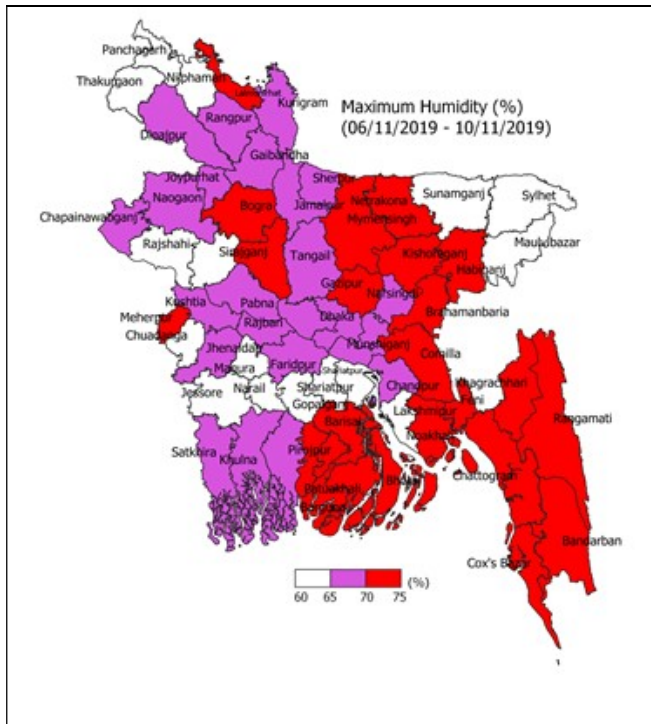 Panchagarh
Thakurgaon
Nilphamari
Lalmonirhat
Kurigram
Rangpur
Dinajpur
Maximum Humidity (%)
(06/11/2019 - 10/11/2019)
Gaibandha
Joypurhat
Sherpur
Jamalpur
Netrakona
Sunamganj
Sylhet
Naogaon
Bogra
Mymensingh
Chapainawabganj
Rajshahi
Sirajganj
Tangail
Kishoreganj
Maulvibazar
Habiganj
Gazipur
Narsingdi
Kushtia
Pabna
Meherpur
Rajbari
Dhaka
Brahamanbaria
Chuadanga
Jhenaidah
Munshiganj
Comilla
Magura
Faridpur
Shariatpur
Jessore
Narail
Shariatpur
Chandpur
Khagrachhari
Gopalganj
Feni
Lakshmipur
Barisal
Rangamati
Noakhali
Satkhira
Khulna
Pirojpur
Chattogram
Bhola
Patuakhali
Barguna
Bandarban
Cox's Bazar
60 65 70 75 (%)